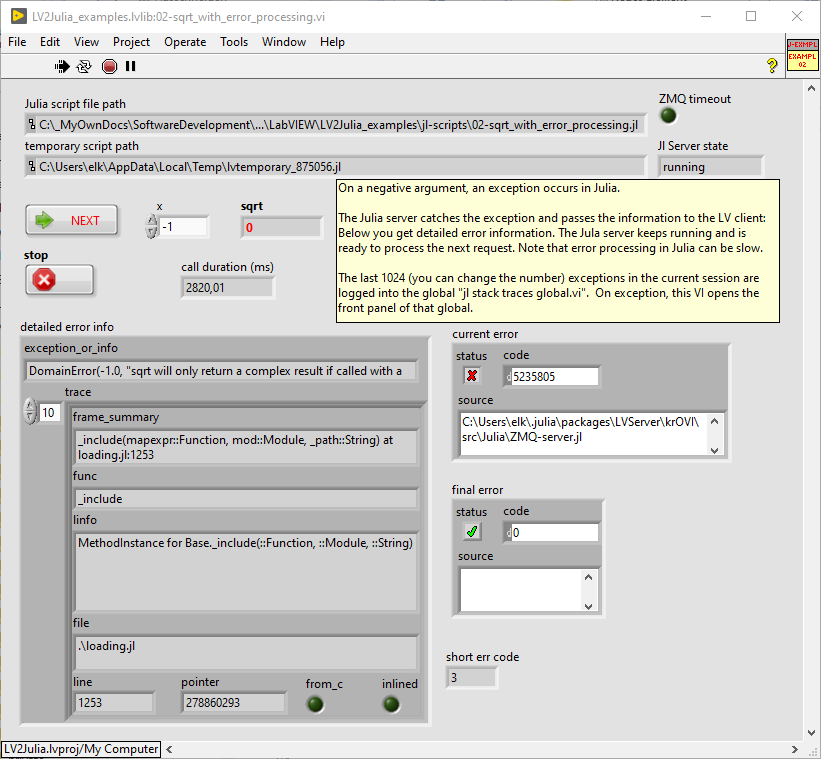 LV2Julia_examples.lvlib:02-sqrt_with_error_processing.vi
File Edit View Project Operate Tools Window Help
J-EXMPL
EXAMPL
02
Julia script file path
C:\_MyOwnDocs\SoftwareDevelopment\...\LabVIEW\LV2Julia_examples\jl-scripts\02-sqrt_with_error_processing.jl
ZMQ timeout
temporary script path
C:\Users\elk\AppData\Local\Temp\lvtemporary_875056.jl
Jl Server state
running
NEXT
x
-1
sqrt
0
stop
call duration (ms)
2820,01
On a negative argument, an exception occurs in Julia.
The Julia server catches the exception and passes the information to the LV client:
Below you get detailed error information. The Jula server keeps running and is
ready to process the next request. Note that error processing in Julia can be slow.
The last 1024 (you can change the number) exceptions in the current session are
logged into the global "jl stack traces global.vi".  On exception, this VI opens the
front panel of that global.
detailed error info
exception_or_info
DomainError(-1.0, "sqrt will only return a complex result if called with a
trace
10
frame_summary
_include(mapexpr::Function, mod::Module, _path::String) at
loading.jl:1253
func
_include
linfo
MethodInstance for Base._include(::Function, ::Module, ::String)
file
.\loading.jl
line
1253
pointer
278860293
from_c
inlined
current error
status
code
d5235805
source
C:\Users\elk\.julia\packages\LVServer\krOVI\
src\Julia\ZMQ-server.jl
final error
status
code
d0
source
short err code
3
LV2Julia.lvproj/My Computer